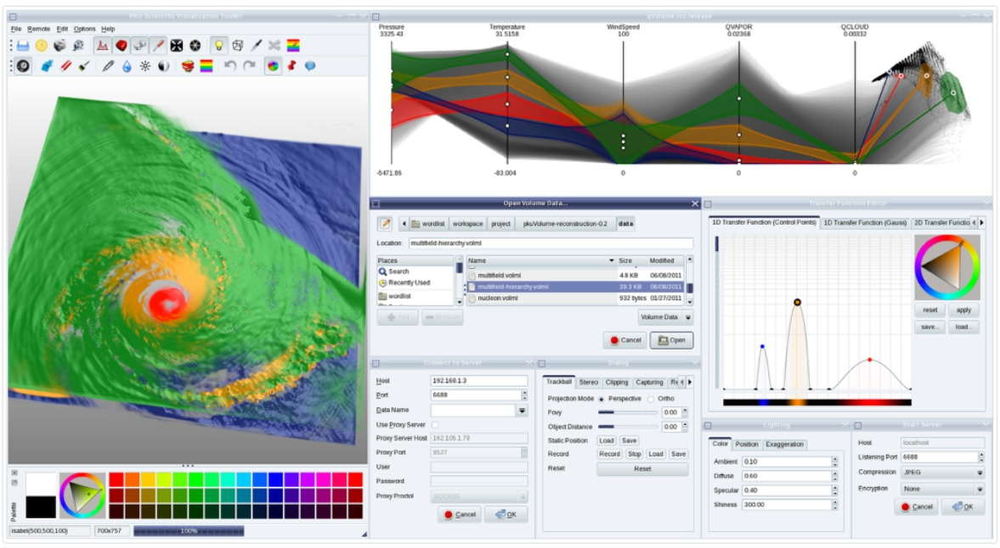 PKU Scientific Visualization Toolkit
File Remote Edit Options Help
isabel(500,500,100) 700x757 100%
Palette
qVolume.icc.release
Pressure Temperature WindSpeed QVAPOR QCLOUD
3325.43 31.5158 100 0.02368 0.00332
-5471.86 -83.004 0 0 0
Open Volume Data...
wordlist workspace project pku/Volume-reconstruction-0.2 data
Location: multifield-hierarchy.volml
Places Name Size Modified
Search
Recently Used
wordlist
multifield.volml 4.8 KB 06/08/2011
multifield-hierarchy.volml 39.3 KB 06/08/2011
nucleon.volml 932 bytes 01/27/2011
Add Remove Volume Data
Cancel Open
Transfer Function Editor
1D Transfer Function (Control Points) 1D Transfer Function (Gauss) 2D Transfer Functio
reset apply
save... load...
Connect to Server
Host 192.168.1.3
Port 6688
Data Name
Use Proxy Server
Proxy Server Host 162.105.1.78
Proxy Port 9527
User
Password
Proxy Proctol SOCKS5
Cancel OK
Dialog
Trackball Stereo Clipping Capturing
Projection Mode Perspective Ortho
Fovy 0.00
Object Distance 0.00
Static Position Load Save
Record Record Stop Load Save
Reset Reset
Lighting
Color Position Exaggeration
Ambient 0.10
Diffuse 0.60
Specular 0.40
Shiness 300.00
Start Server
Host localhost
Listening Port 6688
Compression JPEG
Encryption None
Cancel OK